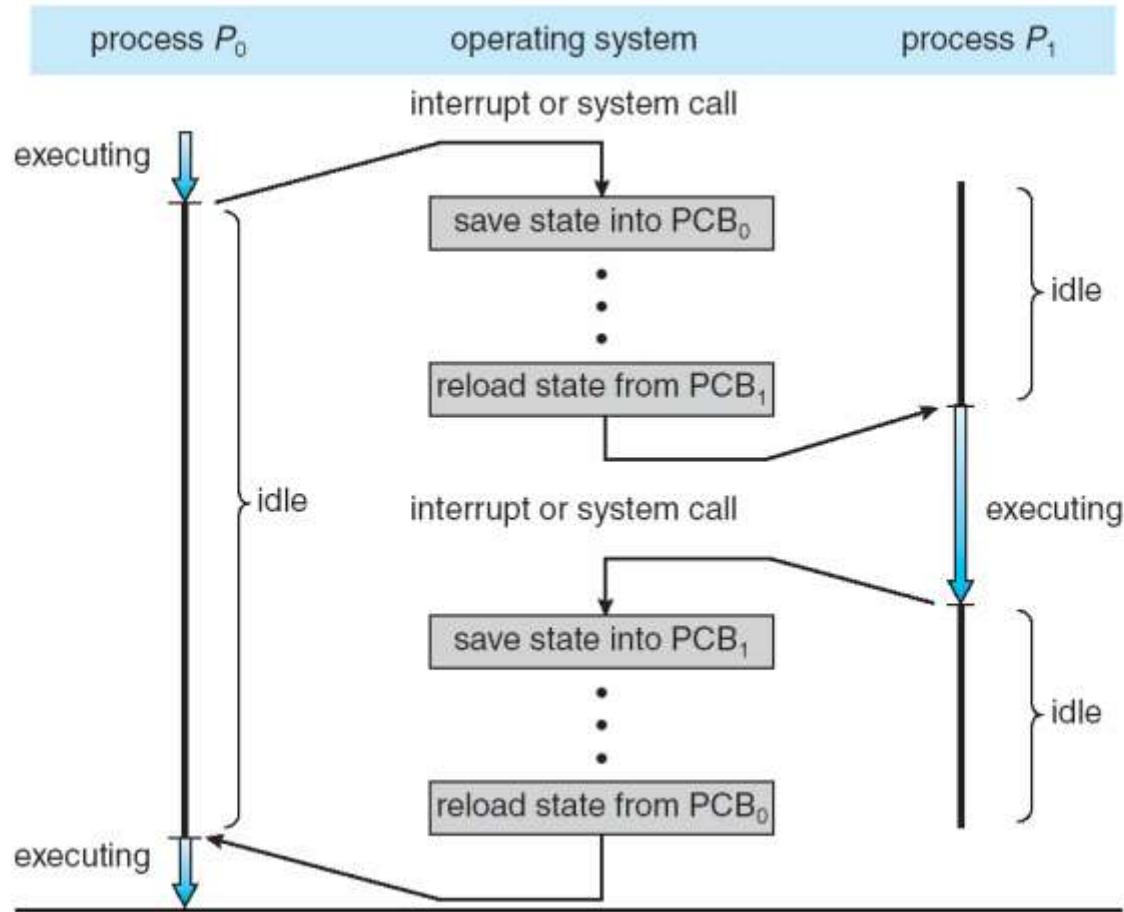 process P₀ operating system process P₁
interrupt or system call
executing
save state into PCB₀
idle
reload state from PCB₁
idle
interrupt or system call
executing
save state into PCB₁
idle
reload state from PCB₀
executing